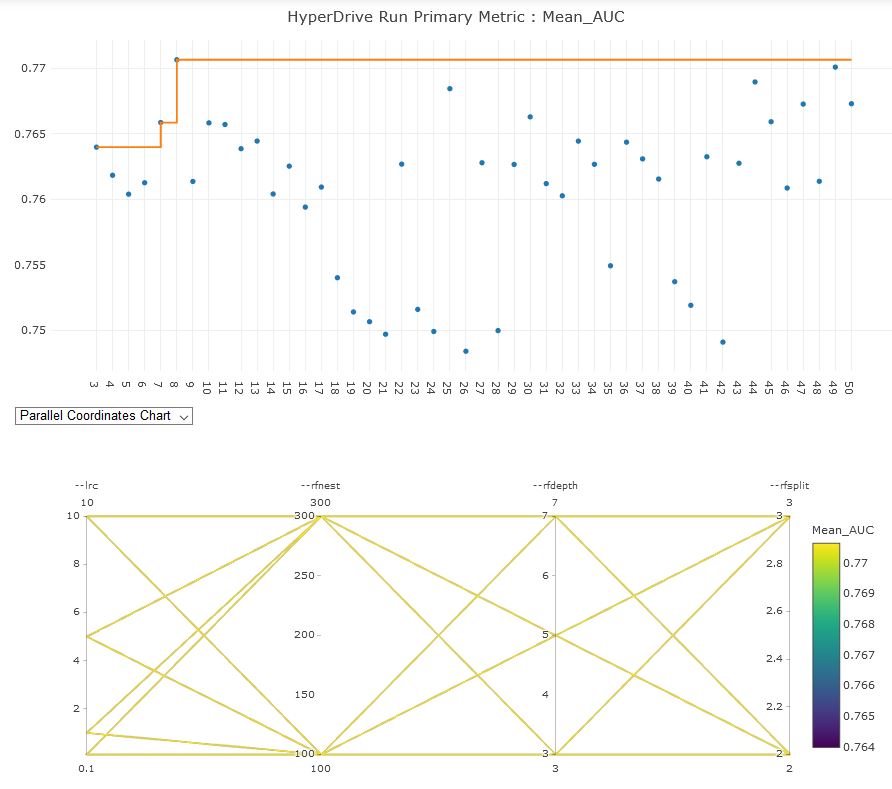 HyperDrive Run Primary Metric : Mean_AUC
0.77
0.765
0.76
0.755
0.75
3 4 5 6 7 8 9 10 11 12 13 14 15 16 17 18 19 20 21 22 23 24 25 26 27 28 29 30 31 32 33 34 35 36 37 38 39 40 41 42 43 44 45 46 47 48 49 50
Parallel Coordinates Chart
--lrc --rfnest --rfdepth --rfsplit
10 300 7 3
Mean_AUC
10 300 7 3
8 250 6 2.8 0.77
0.769
6 200 5 2.6 0.768
4 2.4 0.767
150 4 0.766
2 2.2 0.765
100 3 2 0.764
0.1 100 3 2